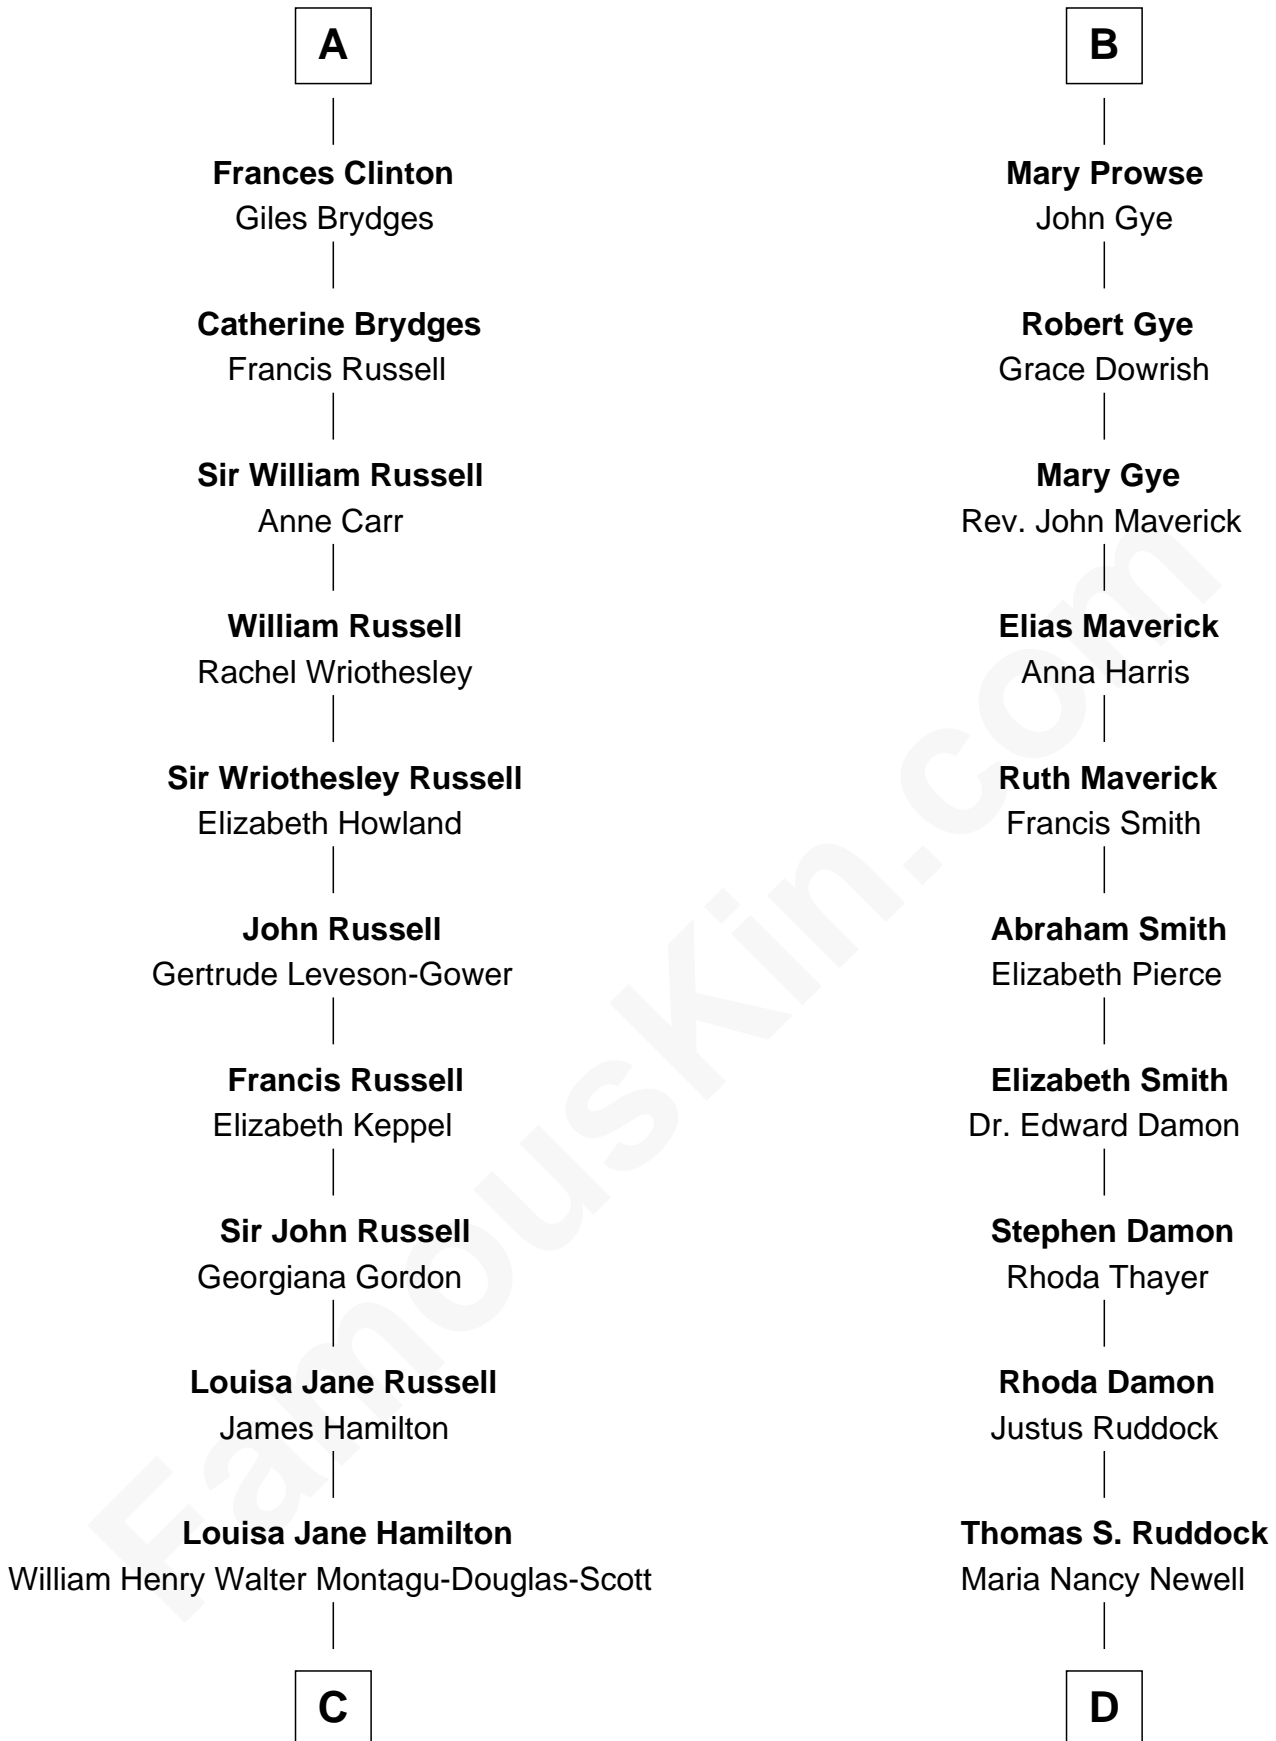 A
Frances Clinton
Giles Brydges
Catherine Brydges
Francis Russell
Sir William Russell
Anne Carr
William Russell
Rachel Wriothesley
Sir Wriothesley Russell
Elizabeth Howland
John Russell
Gertrude Leveson-Gower
Francis Russell
Elizabeth Keppel
Sir John Russell
Georgiana Gordon
Louisa Jane Russell
James Hamilton
Louisa Jane Hamilton
William Henry Walter Montagu-Douglas-Scott
C
B
Mary Prowse
John Gye
Robert Gye
Grace Dowrish
Mary Gye
Rev. John Maverick
Elias Maverick
Anna Harris
Ruth Maverick
Francis Smith
Abraham Smith
Elizabeth Pierce
Elizabeth Smith
Dr. Edward Damon
Stephen Damon
Rhoda Thayer
Rhoda Damon
Justus Ruddock
Thomas S. Ruddock
Maria Nancy Newell
D
FamousKin.com